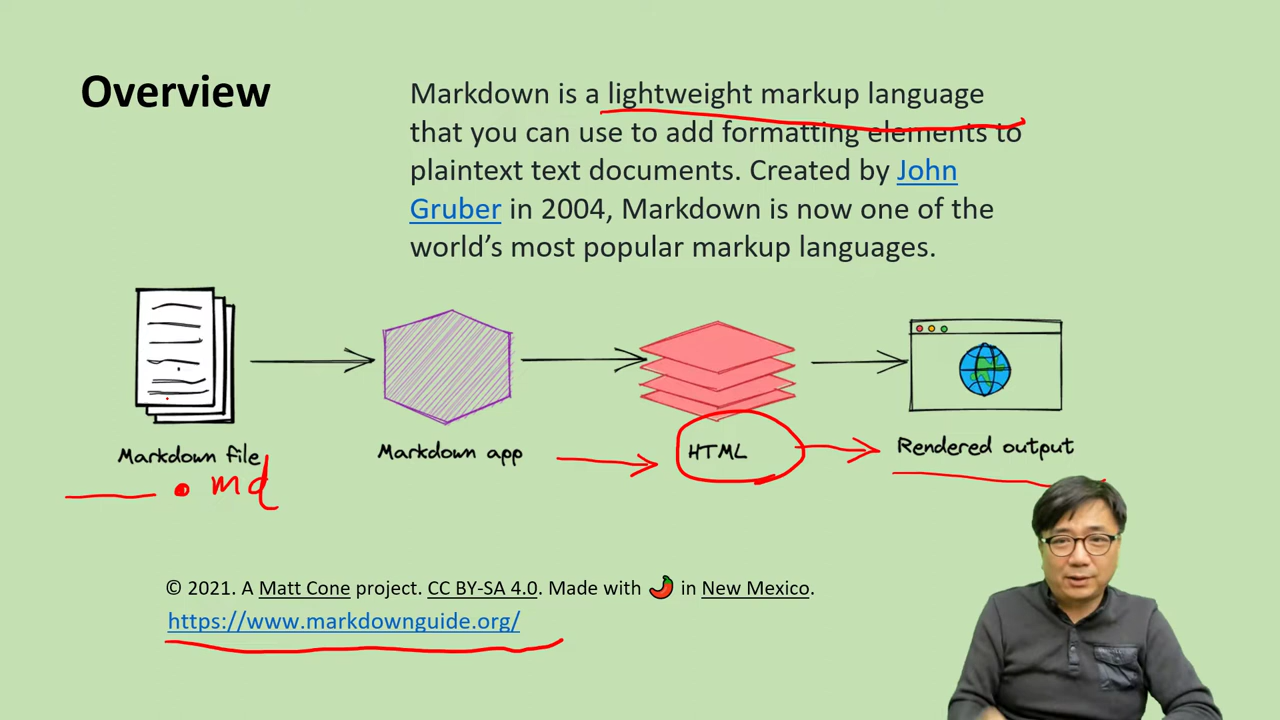 Overview
Markdown is a lightweight markup language
that you can use to add formatting elements to
plaintext text documents. Created by John
Gruber in 2004, Markdown is now one of the
world’s most popular markup languages.
Markdown file
Markdown app
HTML
Rendered output
. md
© 2021. A Matt Cone project. CC BY-SA 4.0. Made with 🌶️ in New Mexico.
https://www.markdownguide.org/